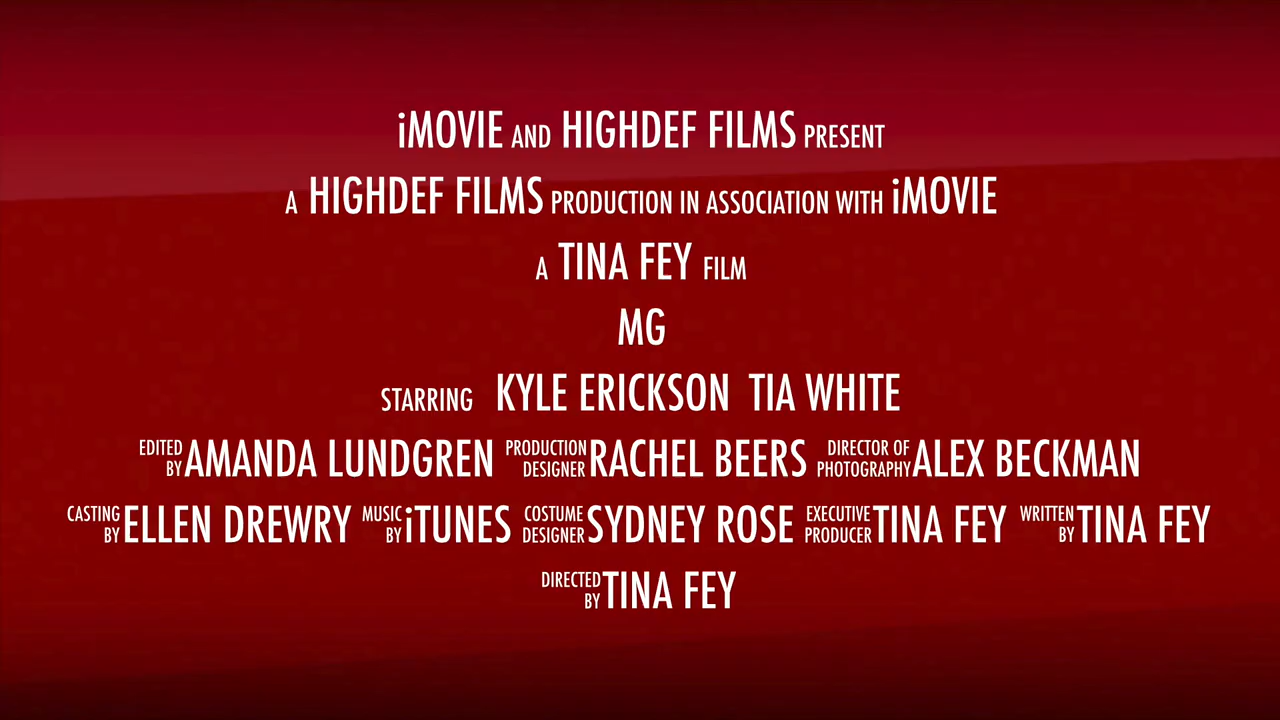 iMOVIE AND HIGHDEF FILMS PRESENT
A HIGHDEF FILMS PRODUCTION IN ASSOCIATION WITH iMOVIE
A TINA FEY FILM
MG
STARRING KYLE ERICKSON TIA WHITE
EDITED BY AMANDA LUNDGREN PRODUCTION DESIGNER RACHEL BEERS DIRECTOR OF PHOTOGRAPHY ALEX BECKMAN
CASTING BY ELLEN DREWRY MUSIC BY iTUNES COSTUME DESIGNER SYDNEY ROSE EXECUTIVE PRODUCER TINA FEY WRITTEN BY TINA FEY
DIRECTED BY TINA FEY